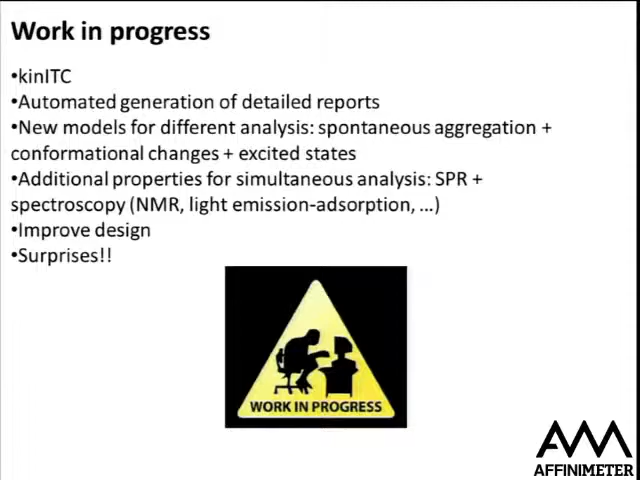 Work in progress
•kinITC
•Automated generation of detailed reports
•New models for different analysis: spontaneous aggregation +
conformational changes + excited states
•Additional properties for simultaneous analysis: SPR +
spectroscopy (NMR, light emission-adsorption, …)
•Improve design
•Surprises!!
WORK IN PROGRESS
AFFINIMETER